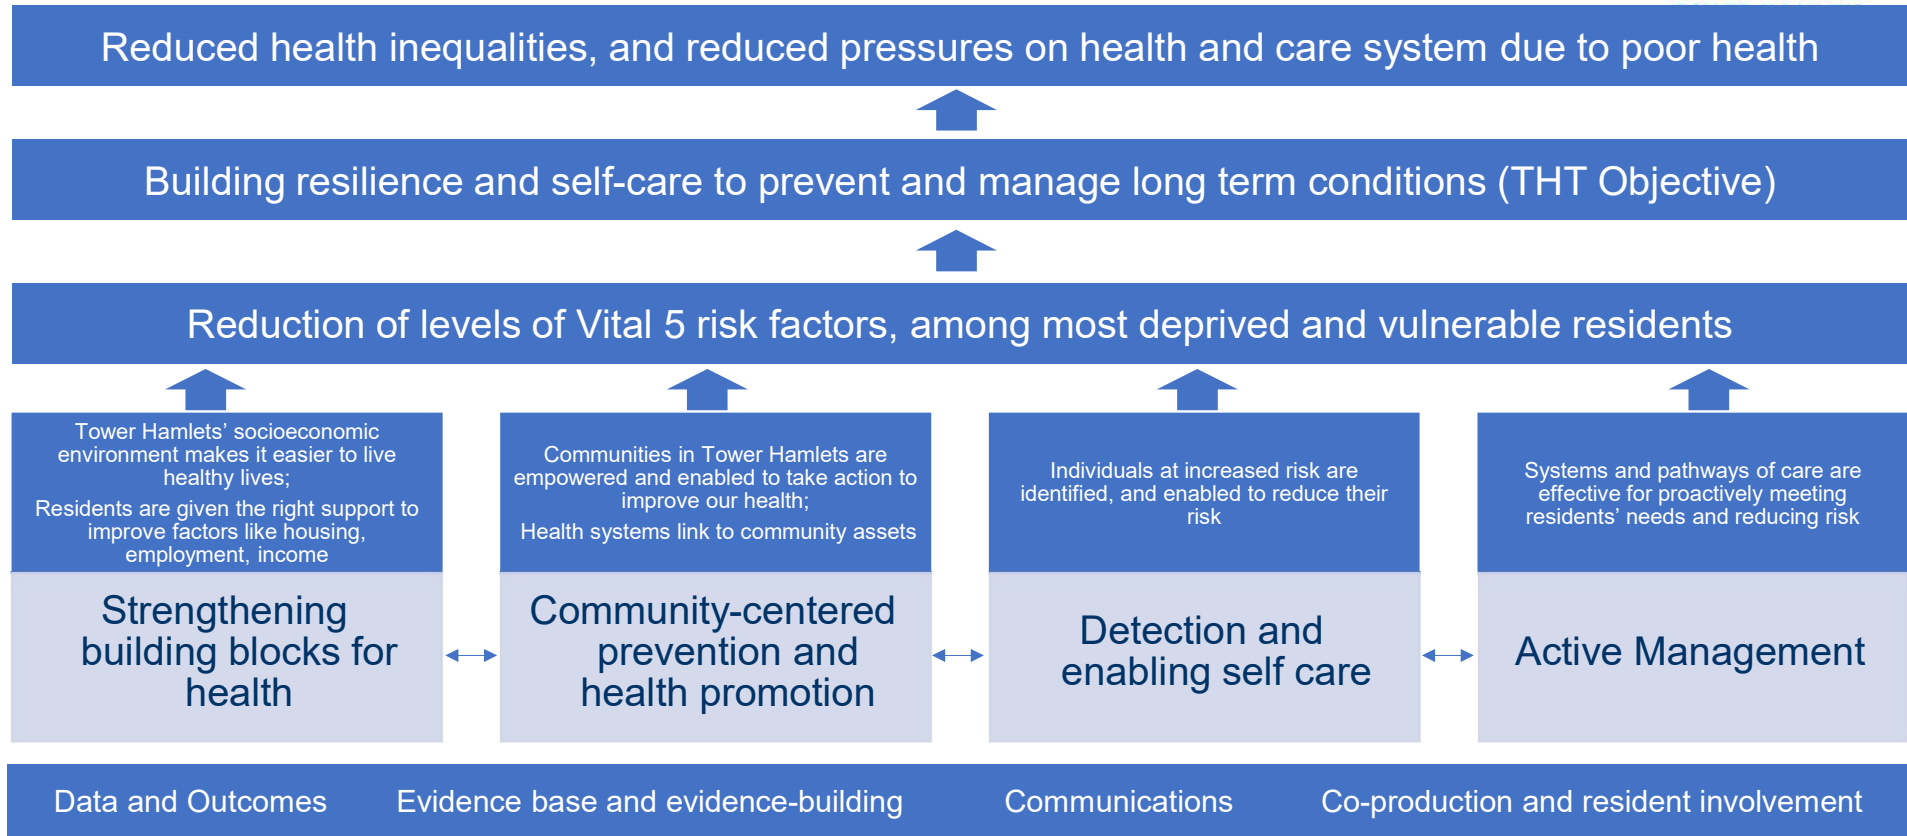 Reduced health inequalities, and reduced pressures on health and care system due to poor health
Building resilience and self-care to prevent and manage long term conditions (THT Objective)
Reduction of levels of Vital 5 risk factors, among most deprived and vulnerable residents
Tower Hamlets’ socioeconomic
environment makes it easier to live
healthy lives;
Residents are given the right support to
improve factors like housing,
employment, income
Communities in Tower Hamlets are
empowered and enabled to take action to
improve our health;
Health systems link to community assets
Individuals at increased risk are
identified, and enabled to reduce their
risk
Systems and pathways of care are
effective for proactively meeting
residents’ needs and reducing risk
Strengthening
building blocks for
health
Community-centered
prevention and
health promotion
Detection and
enabling self care
Active Management
Data and Outcomes
Evidence base and evidence-building
Communications
Co-production and resident involvement